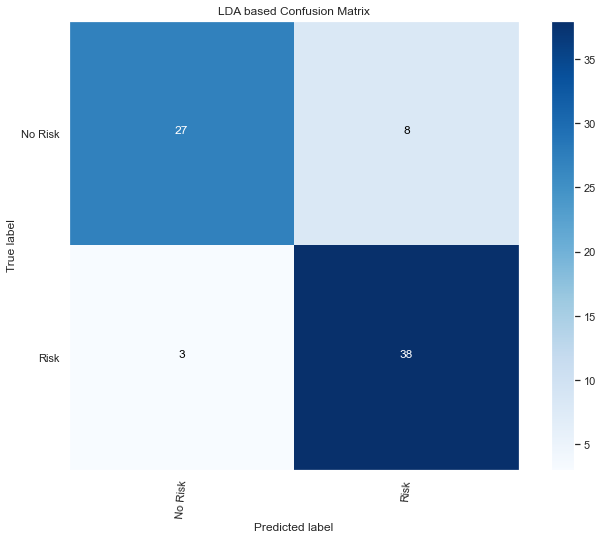 LDA based Confusion Matrix
True label
No Risk
27
8
Risk
3
38
No Risk
Risk
Predicted label
35
30
25
20
15
10
5